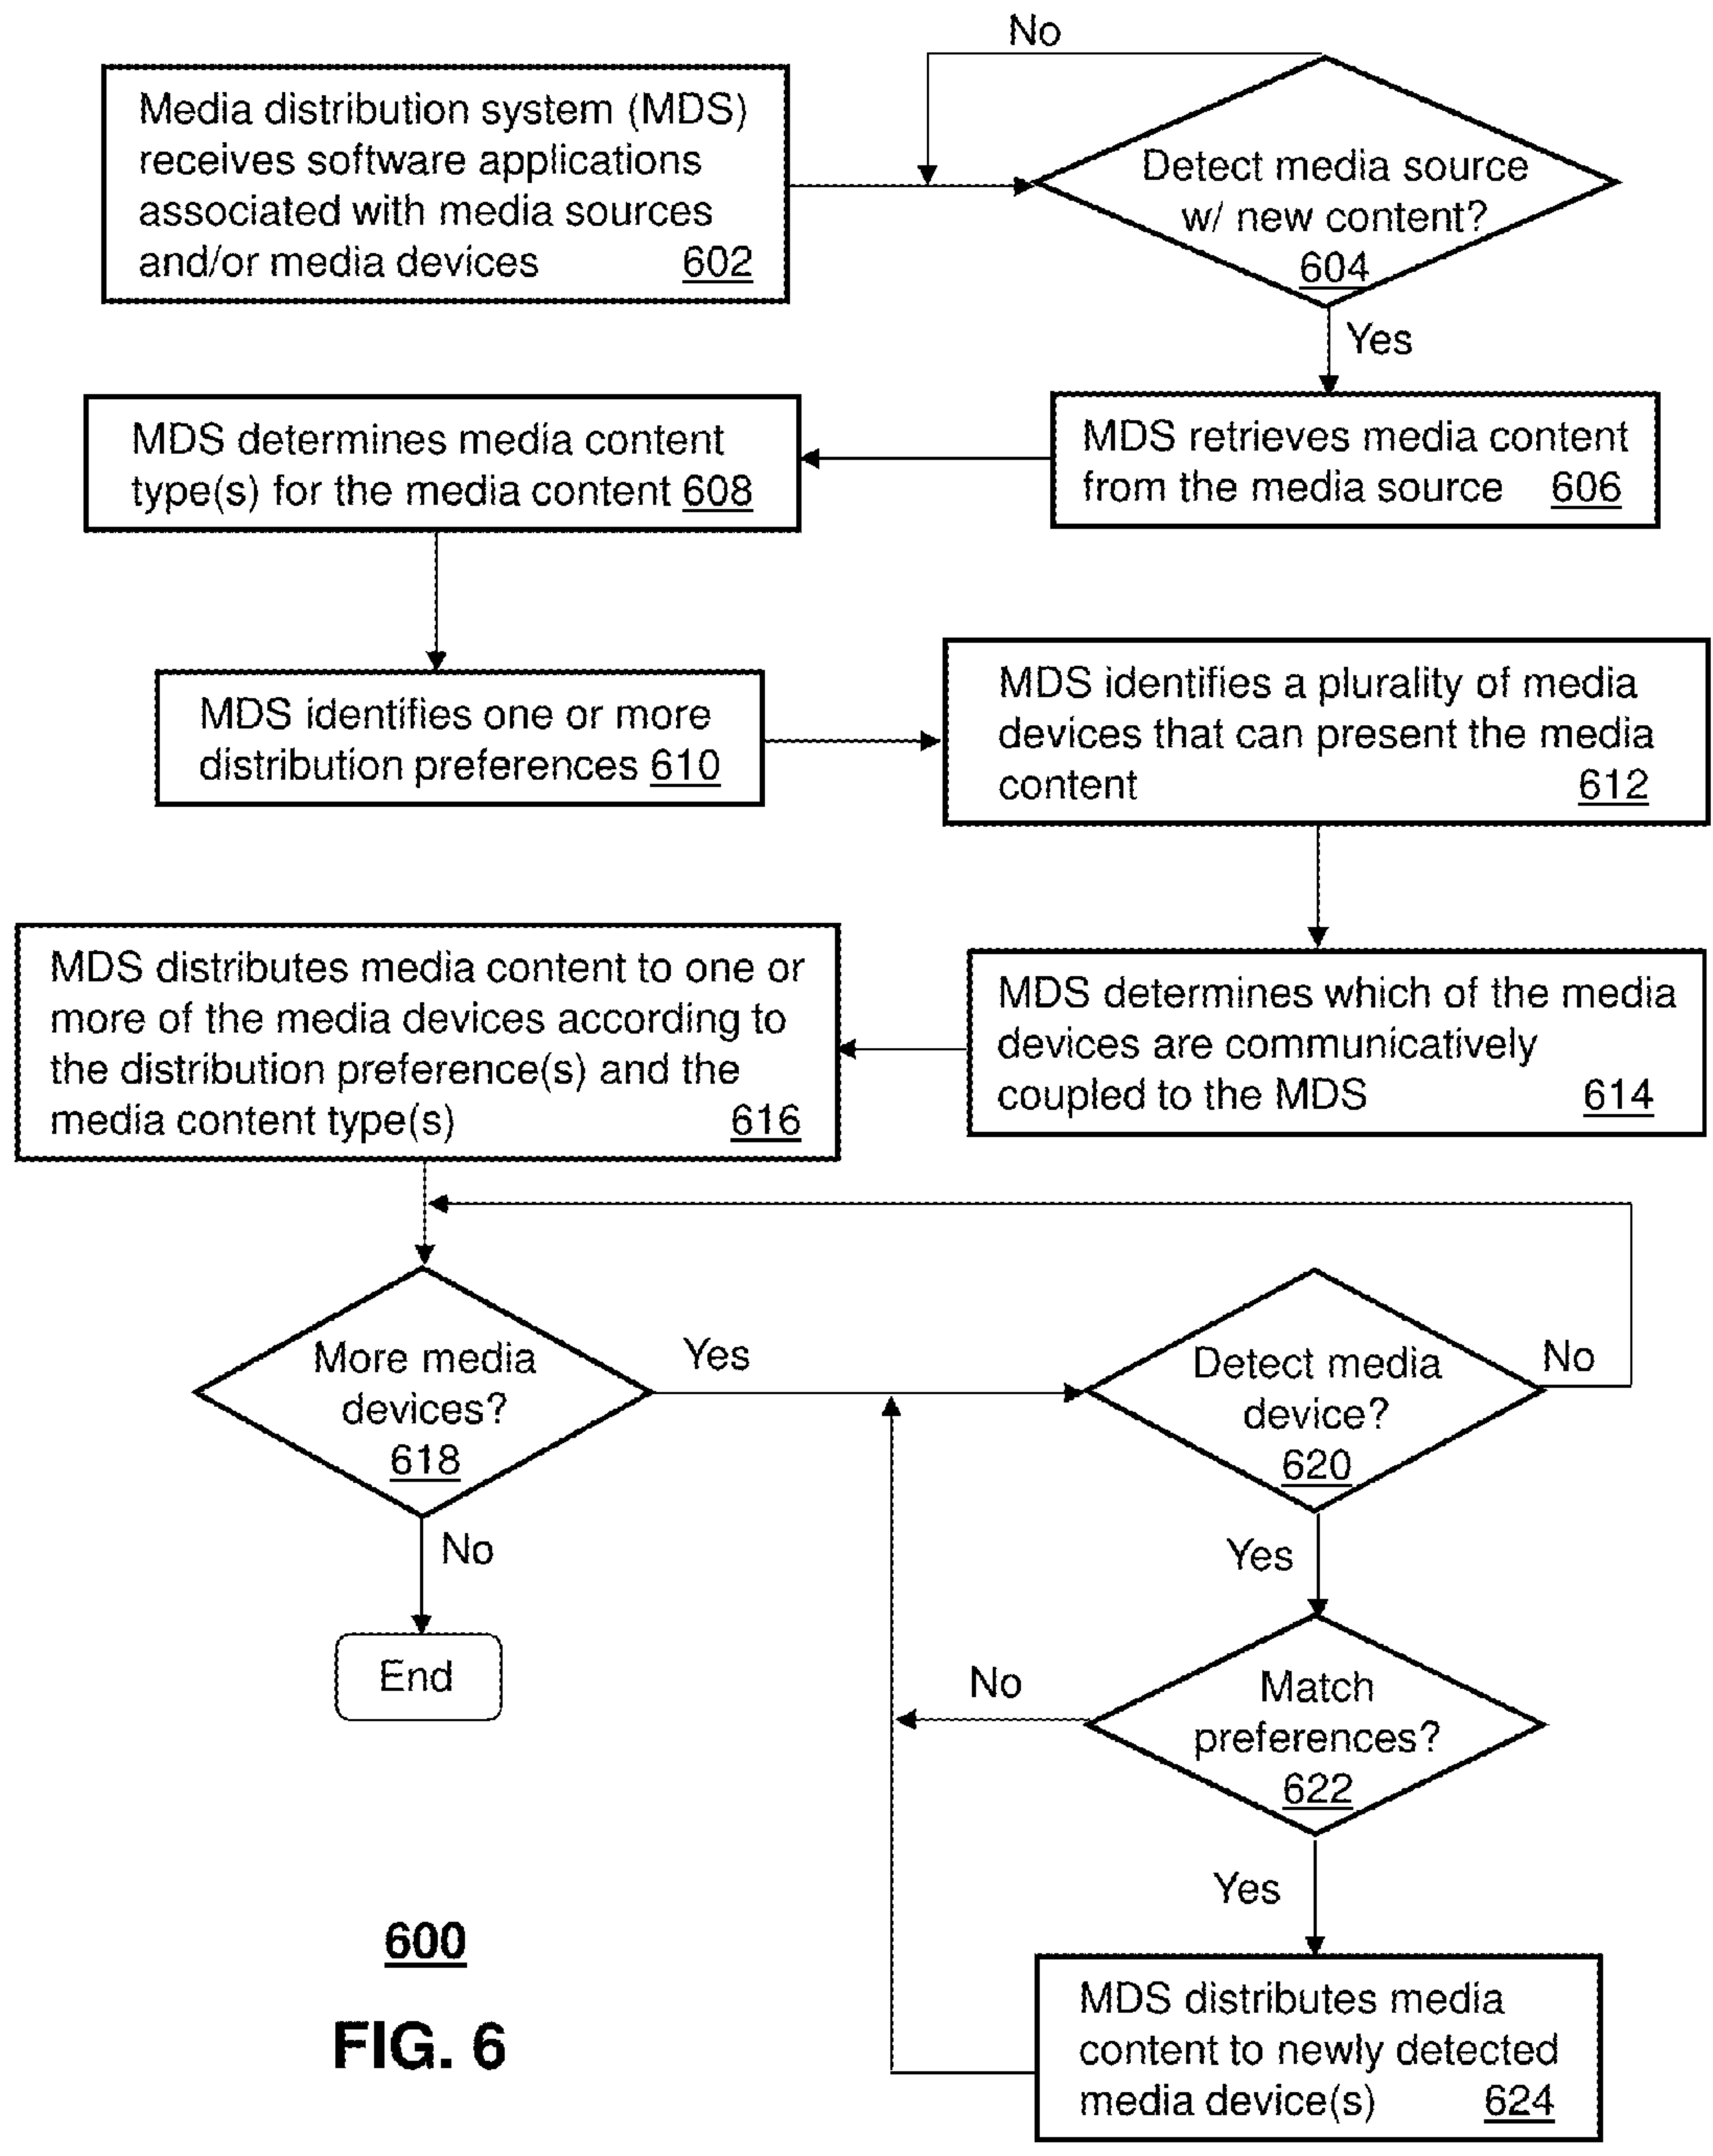 No
Media distribution system (MDS)
receives software applications
associated with media sources
and/or media devices 602
Detect media source
w/ new content?
604
Yes
MDS retrieves media content
from the media source 606
MDS determines media content
type(s) for the media content 608
MDS identifies one or more
distribution preferences 610
MDS identifies a plurality of media
devices that can present the media
content 612
MDS determines which of the media
devices are communicatively
coupled to the MDS 614
MDS distributes media content to one or
more of the media devices according to
the distribution preference(s) and the
media content type(s) 616
More media
devices?
618
Yes
No
End
Detect media
device?
620
No
Yes
Match
preferences?
622
No
Yes
MDS distributes media
content to newly detected
media device(s) 624
600
FIG. 6